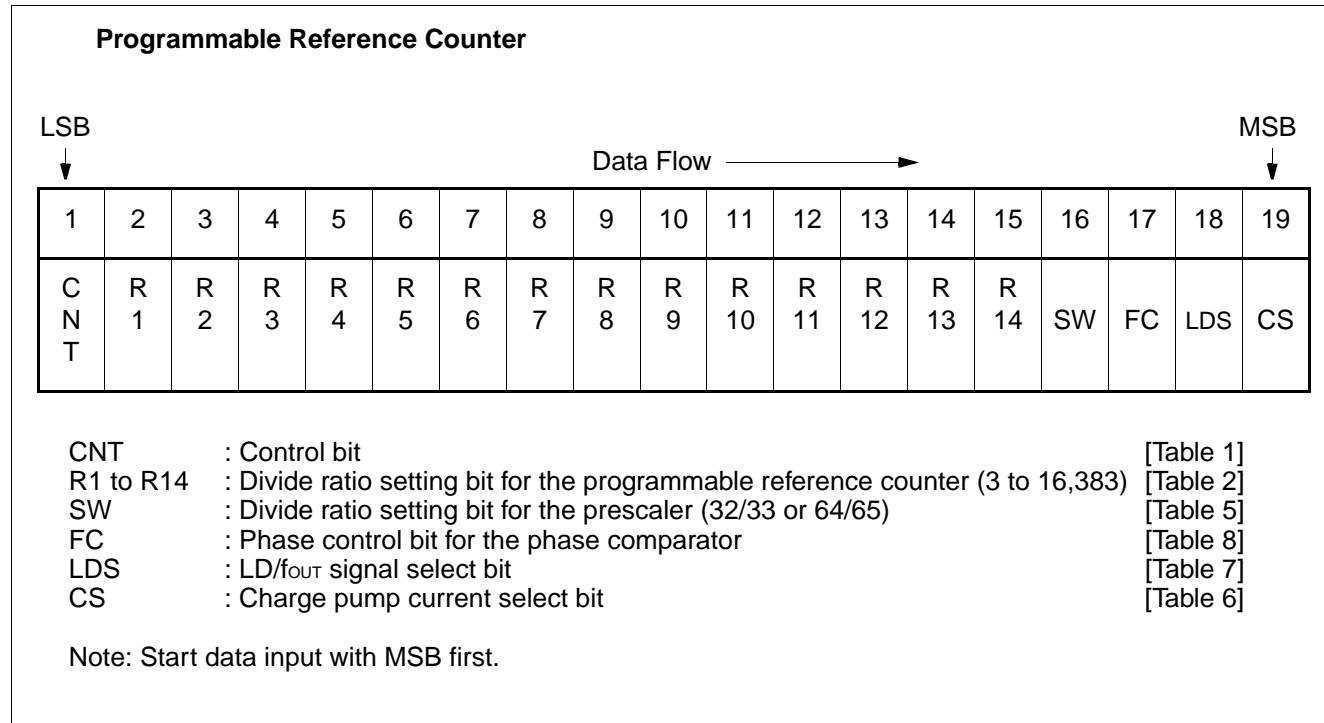 Programmable Reference Counter
LSB MSB
Data Flow
1 2 3 4 5 6 7 8 9 10 11 12 13 14 15 16 17 18 19
C N T R 1 R 2 R 3 R 4 R 5 R 6 R 7 R 8 R 9 R 10 R 11 R 12 R 13 R 14 SW FC LDS CS
CNT : Control bit [Table 1]
R1 to R14 : Divide ratio setting bit for the programmable reference counter (3 to 16,383) [Table 2]
SW : Divide ratio setting bit for the prescaler (32/33 or 64/65) [Table 5]
FC : Phase control bit for the phase comparator [Table 8]
LDS : LD/fOUT signal select bit [Table 7]
CS : Charge pump current select bit [Table 6]
Note: Start data input with MSB first.